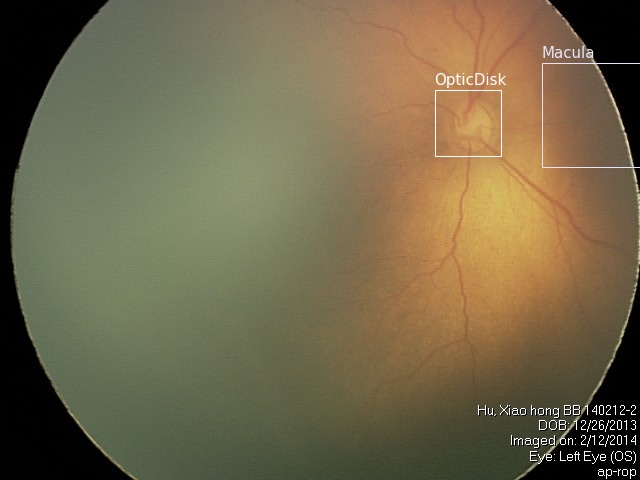 Macula
OpticDisk
Hu, Xiao hong BB 140212-2
DOB: 12/26/2013
Imaged on: 2/12/2014
Eye: Left Eye (OS)
ap-rop